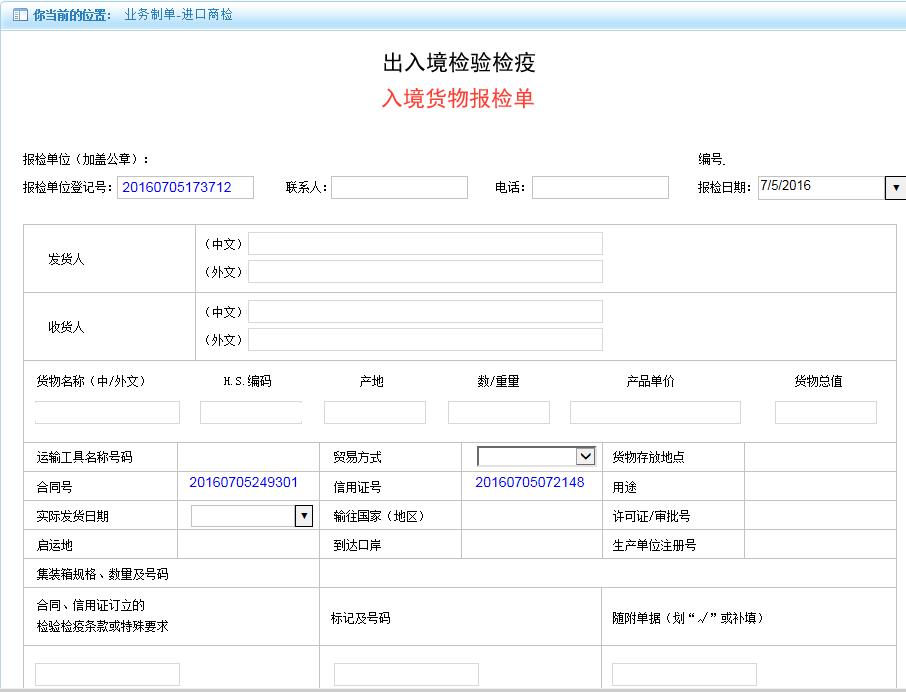 你当前的位置： 业务制单-进口商检
出入境检验检疫
入境货物报检单
报检单位（加盖公章）： 编号.
报检单位登记号： 20160705173712 联系人： 电话： 报检日期： 7/5/2016
发货人 （中文）
（外文）
收货人 （中文）
（外文）
货物名称（中/外文） H.S.编码 产地 数/重量 产品单价 货物总值
运输工具名称号码 贸易方式 货物存放地点
合同号 20160705249301 信用证号 20160705072148 用途
实际发货日期 输往国家（地区） 许可证/审批号
启运地 到达口岸 生产单位注册号
集装箱规格、数量及号码
合同、信用证订立的
检验检疫条款或特殊要求 标记及号码 随附单据（划“√”或补填）